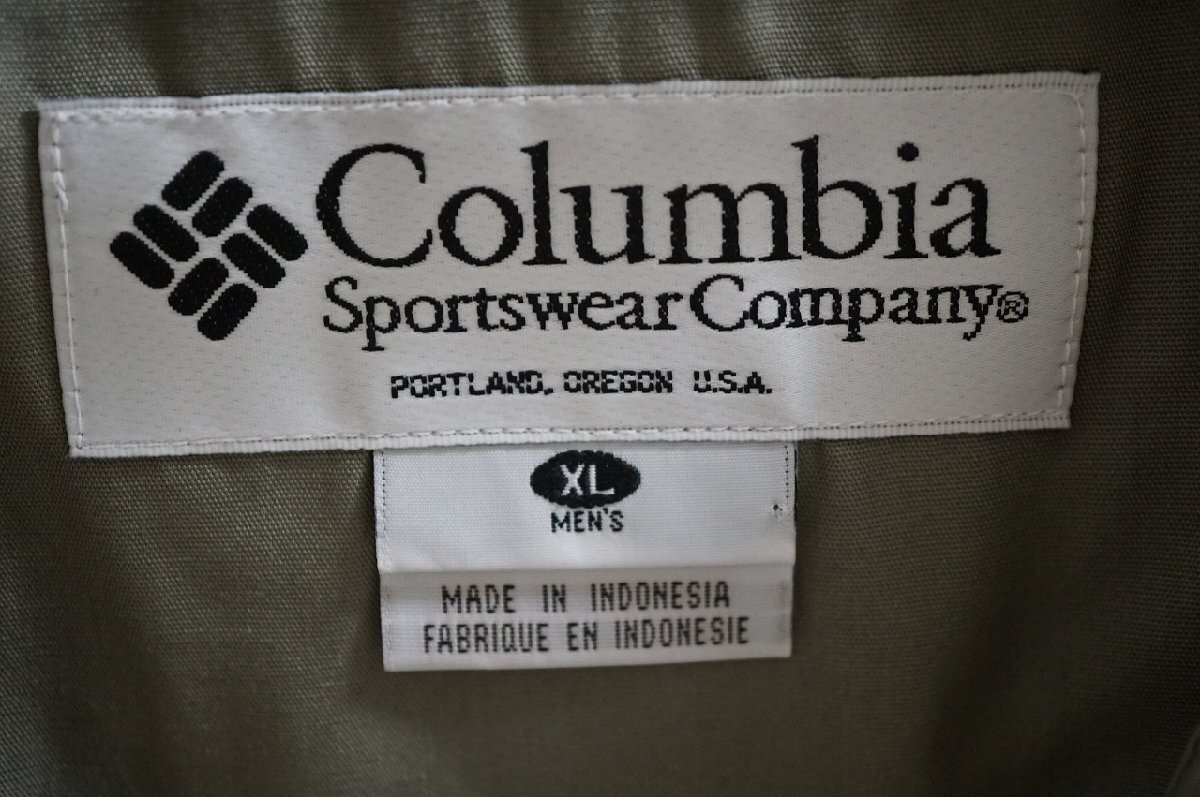 Columbia
Sportswear Company®
PORTLAND, OREGON U.S.A.
XL
MEN'S
MADE IN INDONESIA
FABRIQUE EN INDONESIE